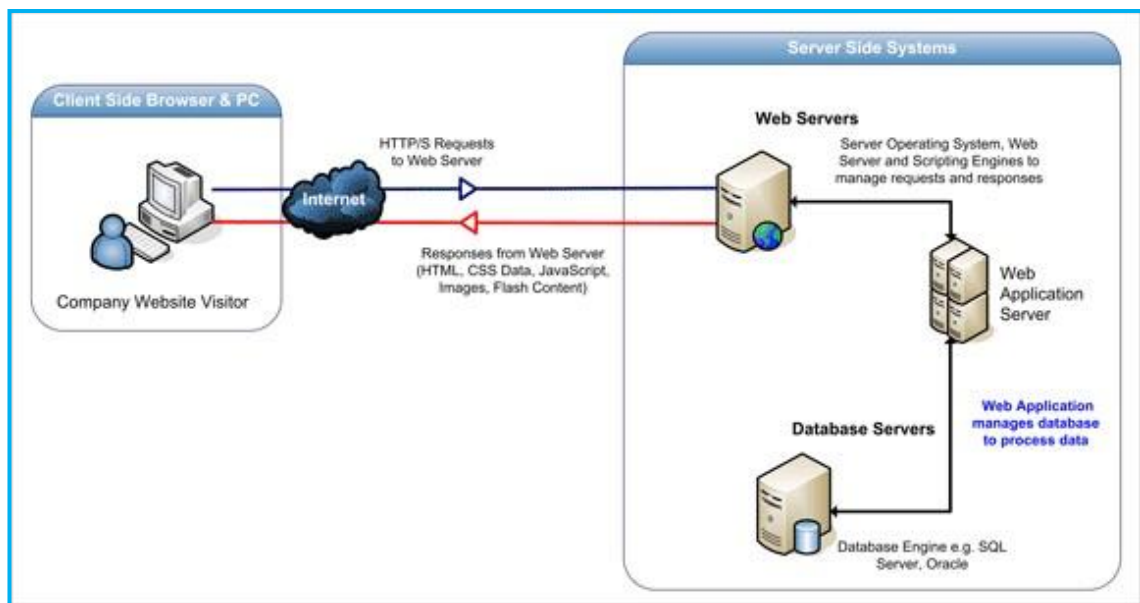 Server Side Systems
Client Side Browser & PC
HTTP/S Requests
to Web Server
Internet
Responses from Web Server
(HTML, CSS Data, JavaScript,
Images, Flash Content)
Company Website Visitor
Web Servers
Server Operating System, Web
Server and Scripting Engines to
manage requests and responses
Web
Application
Server
Web Application
manages database
to process data
Database Servers
Database Engine e.g. SQL
Server, Oracle